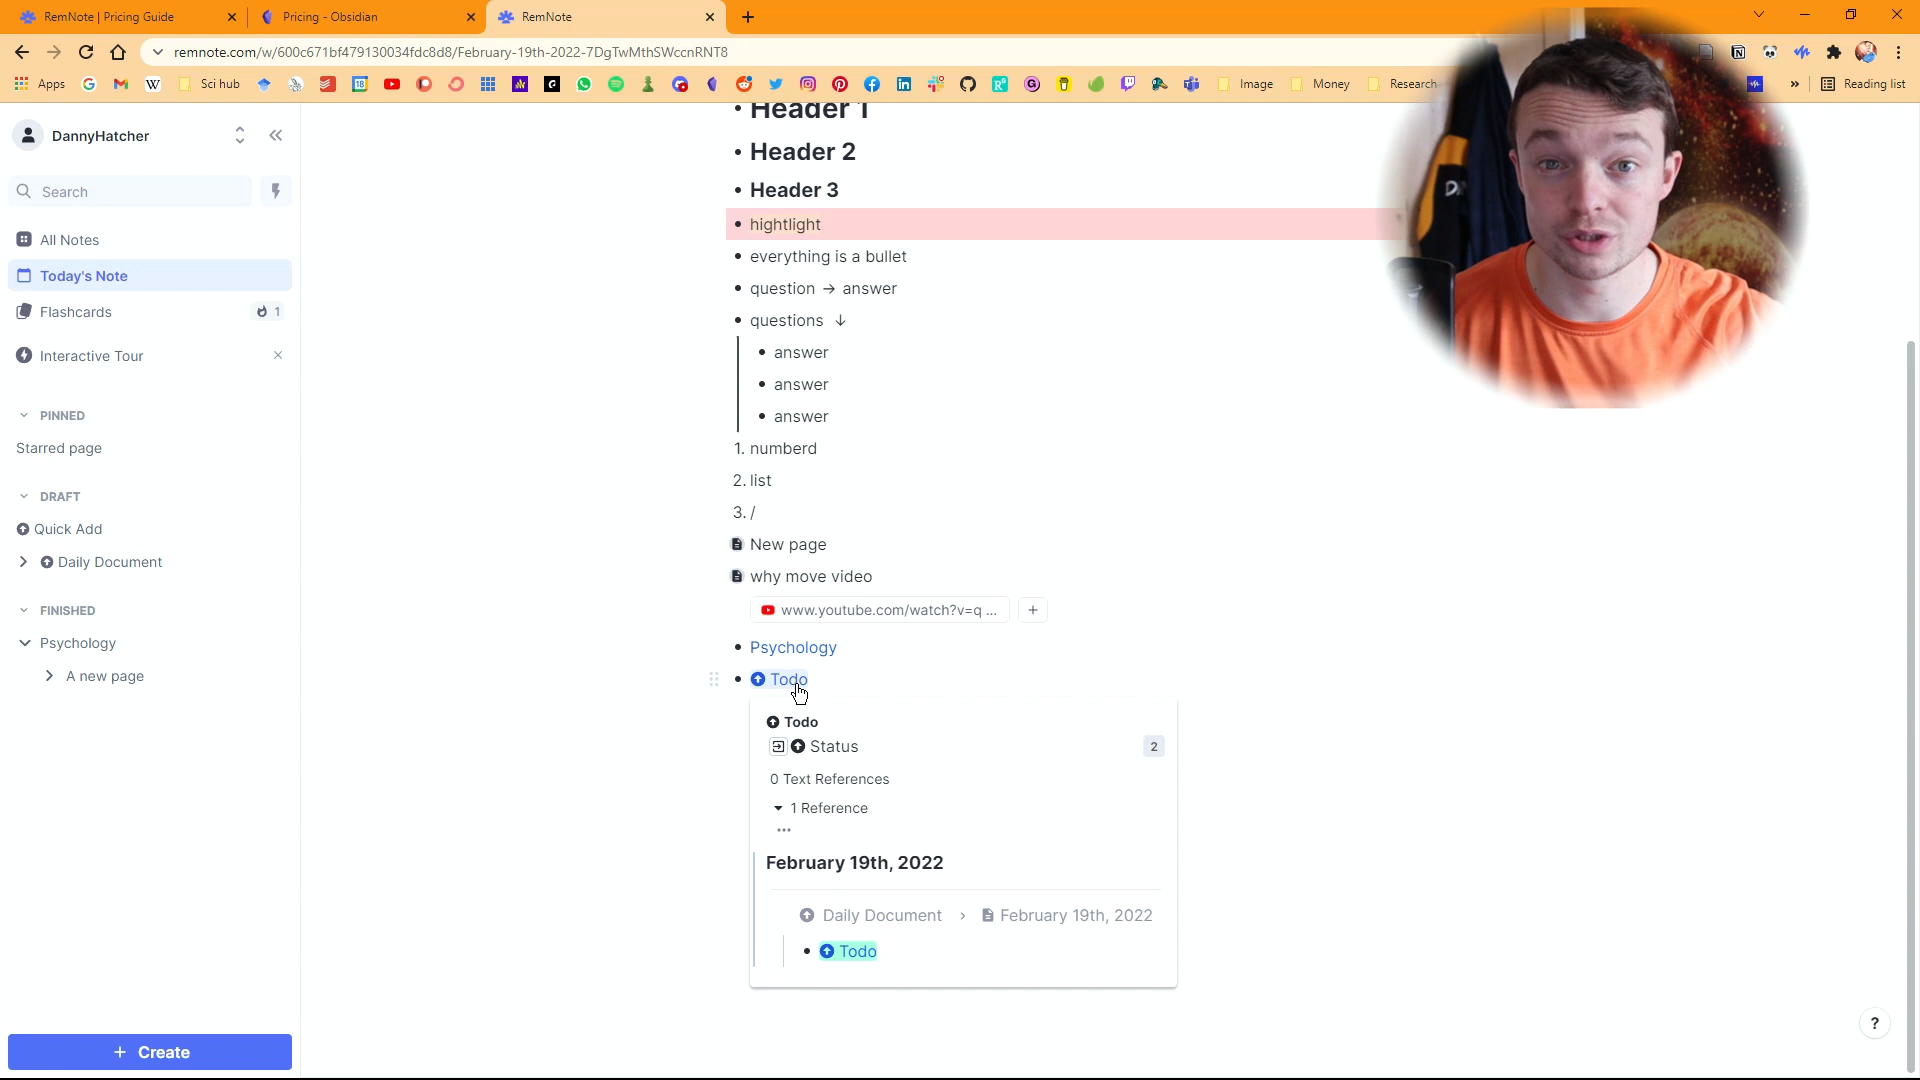 RemNote | Pricing Guide
Pricing - Obsidian
RemNote
remnote.com/w/600c671bf479130034fdc8d8/February-19th-2022-7DgTwMthSWccnRNT8
Apps
Sci hub
Image
Money
Research
Reading list
DannyHatcher
Search
All Notes
Today's Note
Flashcards
1
Interactive Tour
PINNED
Starred page
DRAFT
Quick Add
Daily Document
FINISHED
Psychology
A new page
+ Create
• Header 1
• Header 2
• Header 3
• hightlight
• everything is a bullet
• question → answer
• questions ↓
• answer
• answer
• answer
1. numberd
2. list
3. /
New page
why move video
www.youtube.com/watch?v=q ...
+
• Psychology
• Todo
Todo
Status
2
0 Text References
1 Reference
•••
February 19th, 2022
Daily Document > February 19th, 2022
• Todo
?